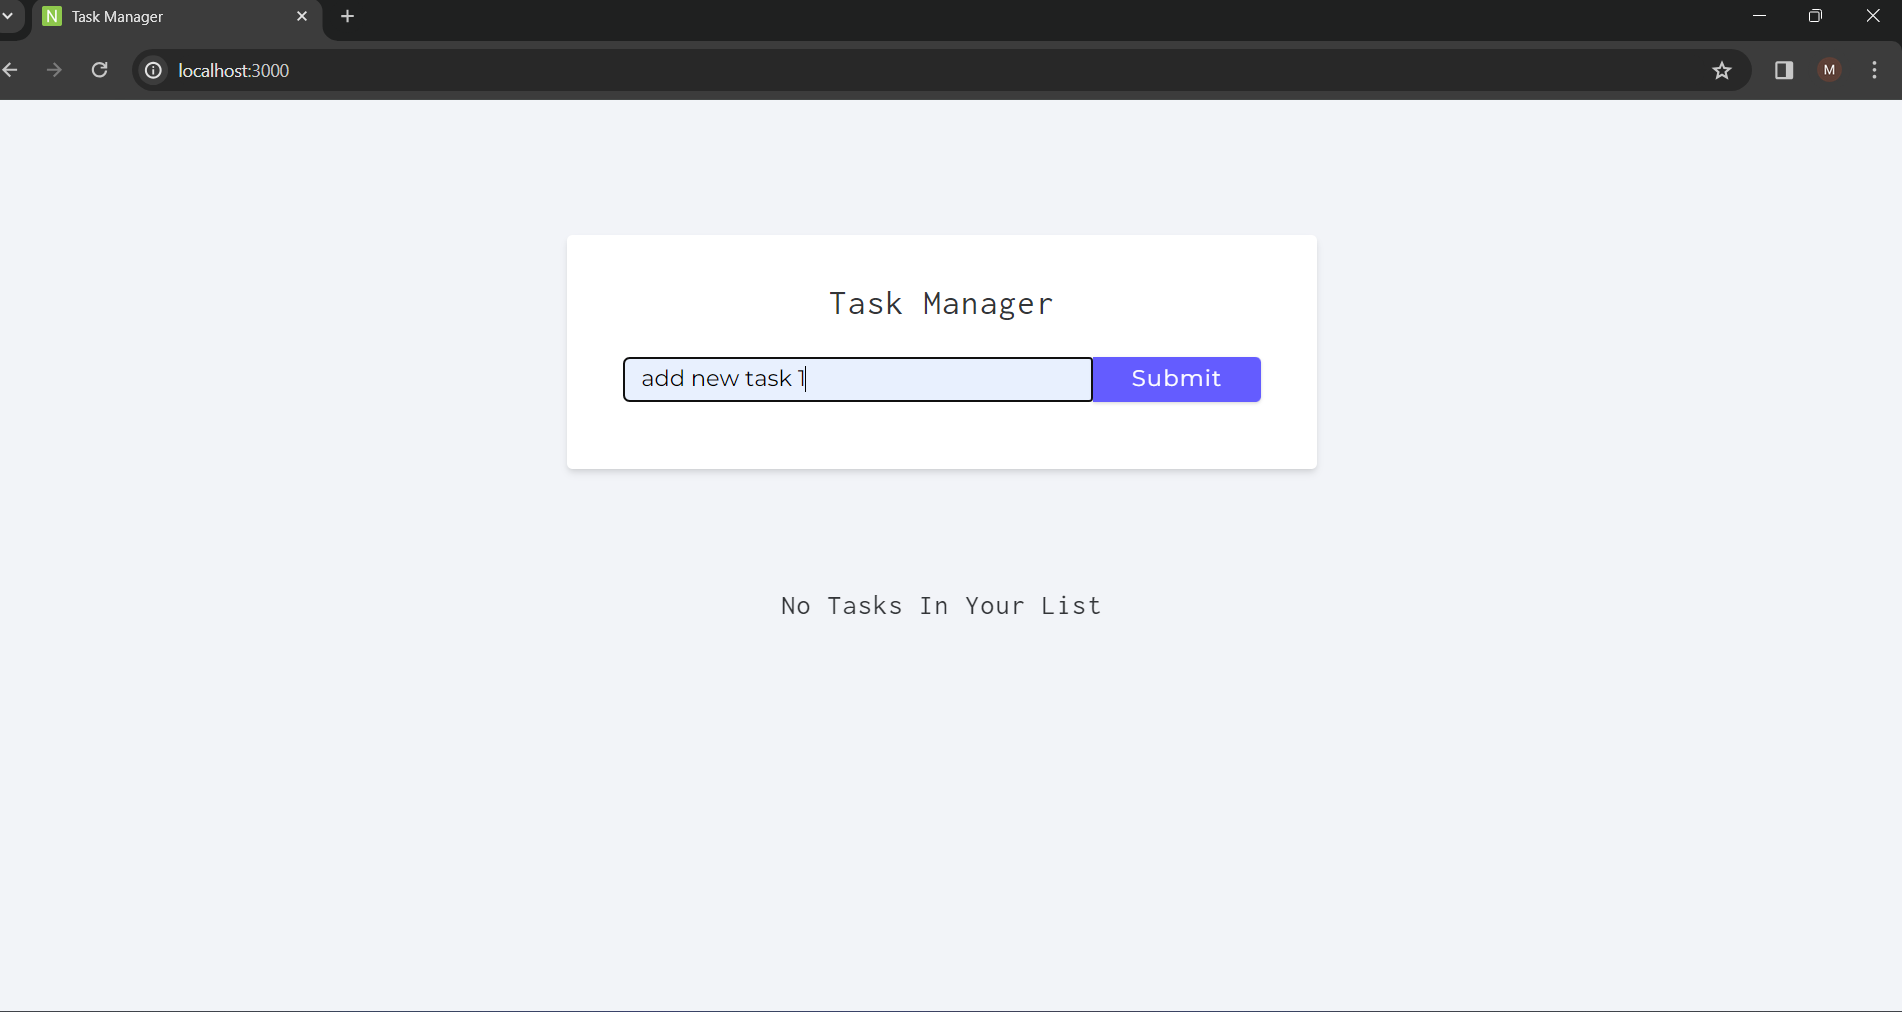 N Task Manager
localhost:3000
M
Task Manager
add new task 1
Submit
No Tasks In Your List